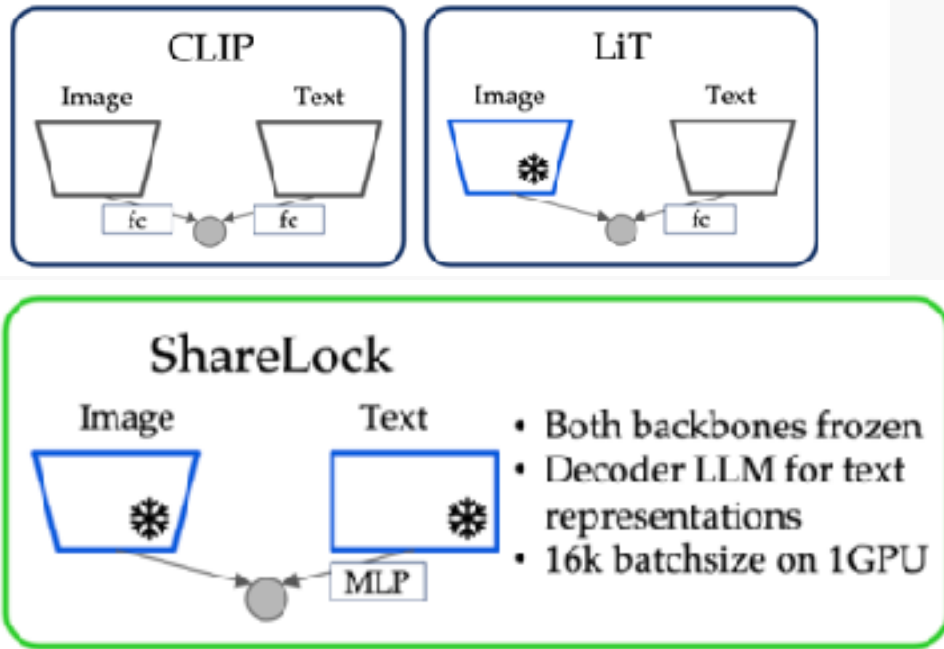 CLIP
Image Text
fc fc
LiT
Image Text
fc
ShareLock
Image Text
MLP
• Both backbones frozen
• Decoder LLM for text
representations
• 16k batchsize on 1GPU